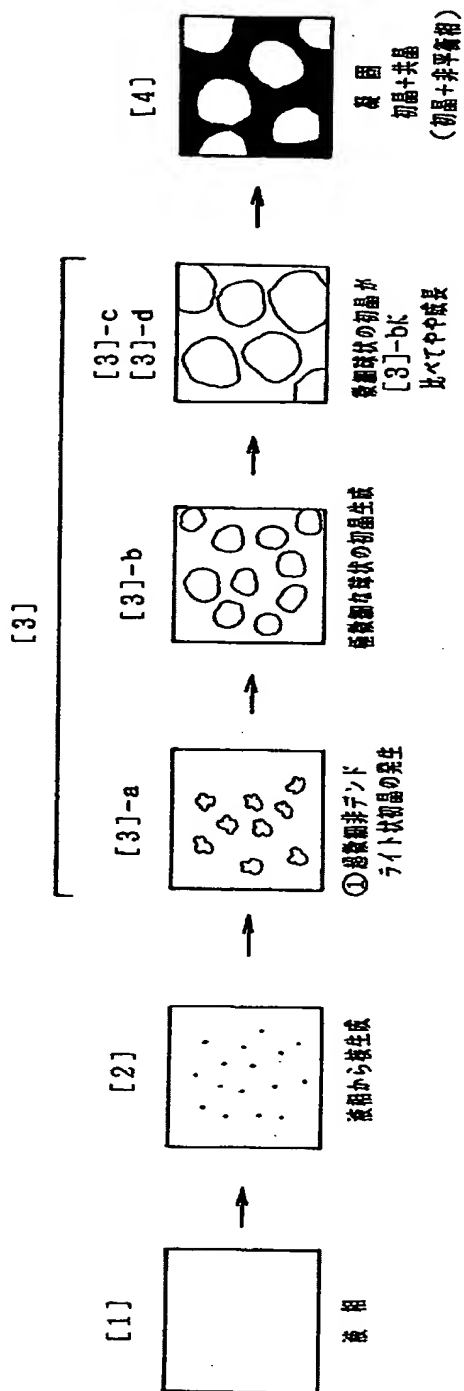 [1]
液　相
[2]
液相から核生成
[3]
[3]-a
①超微細非デンド
ライト状初晶の発生
[3]-b
極微細な球状の初晶生成
[3]-c
[3]-d
微細球状の初晶が
[3]-bに
比べてやや成長
[4]
凝　固
初晶+共晶
(初晶+非平衡相)